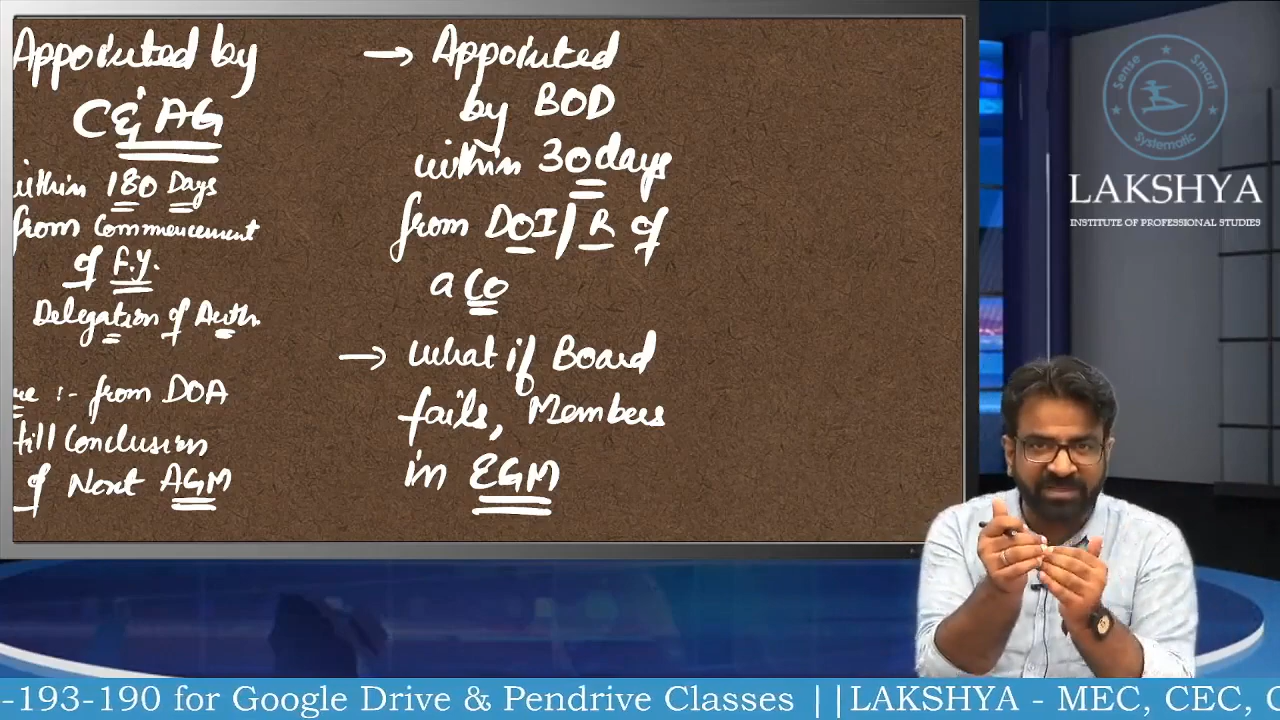 Appointed by
C & AG
within 180 Days
from Commencement
of F.Y.
Delegation of Auth.
:- from DOA
till Conclusion
of Next AGM
→ Appointed
by BOD
within 30 days
from DOI/R of
a Co
→ What if Board
fails, Members
in EGM
Sense Smart
Systematic
LAKSHYA
INSTITUTE OF PROFESSIONAL STUDIES
-193-190 for Google Drive & Pendrive Classes ||LAKSHYA - MEC, CEC, C